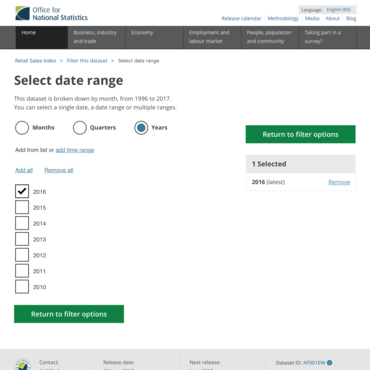 Office for
National Statistics
Language: English (EN)
Release calendar Methodology Media About Blog
Home
Business, industry and trade
Economy
Employment and labour market
People, population and community
Taking part in a survey?
Retail Sales Index > Filter this dataset > Select date range
Select date range
This dataset is broken down by month, from 1996 to 2017.
You can select a single date, a date range or multiple ranges.
Months Quarters Years
Return to filter options
Add from list or add time range
1 Selected
Add all Remove all
2016 (latest) Remove
2016
2015
2014
2013
2012
2011
2010
Return to filter options
Contact:
Release date:
Next release:
Dataset ID: AF001EW